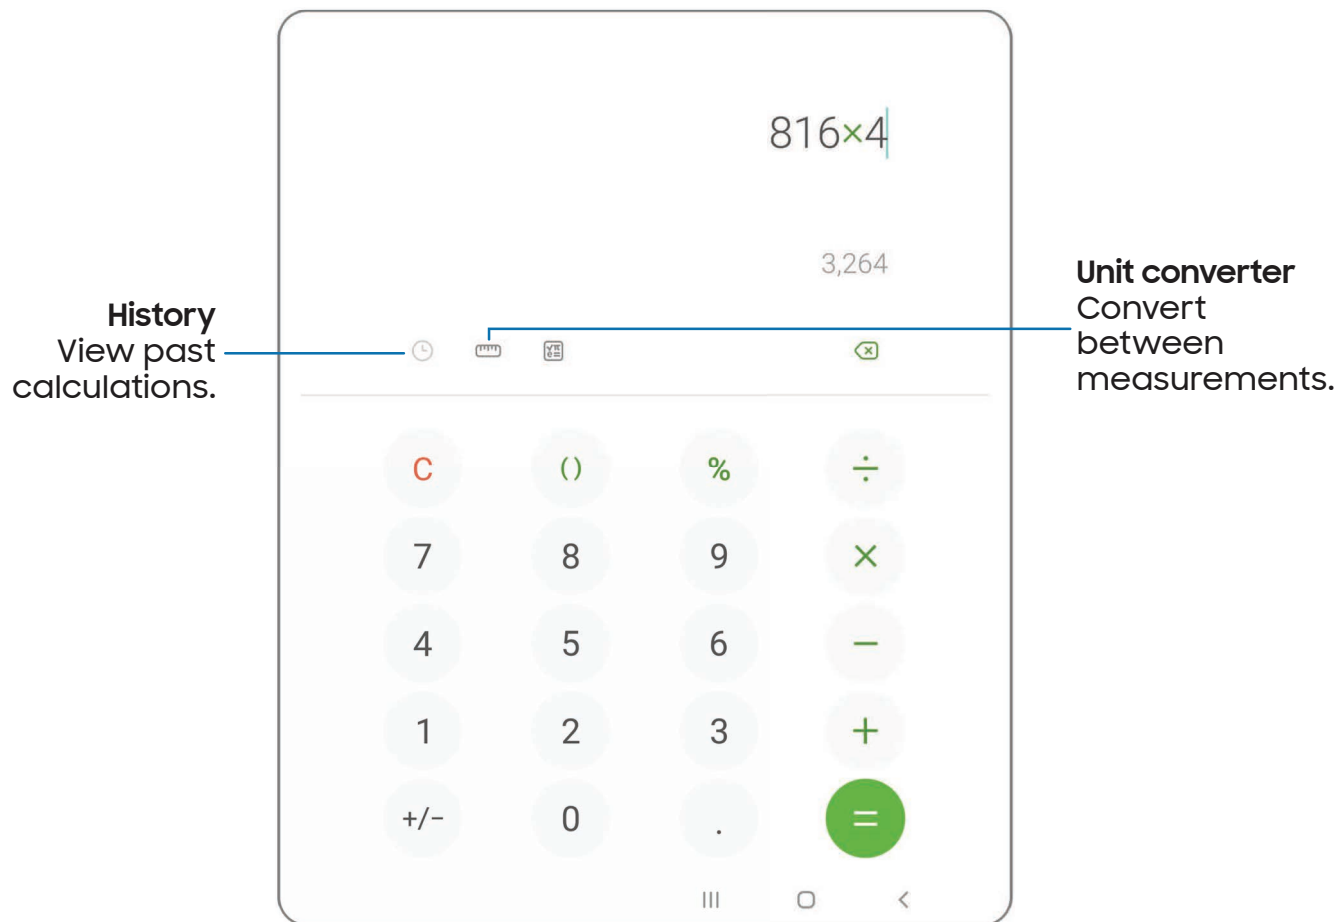 816×4
3,264
History
View past
calculations.
Unit converter
Convert
between
measurements.
√π
e=
C
()
%
÷
7
8
9
×
4
5
6
−
1
2
3
+
+/−
0
.
=